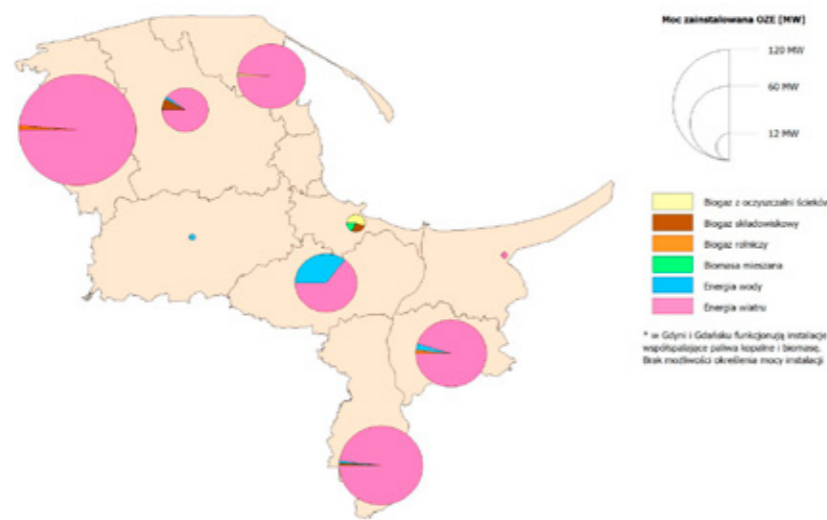 Moc zainstalowana OZE [MW]
120 MW
60 MW
12 MW
Biogaz z oczyszczalni ścieków
Biogaz składowiskowy
Biogaz rolniczy
Biomasa mieszana
Energia wody
Energia wiatru
* w Gdyni i Gdańsku funkcjonują instalacje
współspalające paliwa kopalne i biomasę.
Brak możliwości określenia mocy instalacji